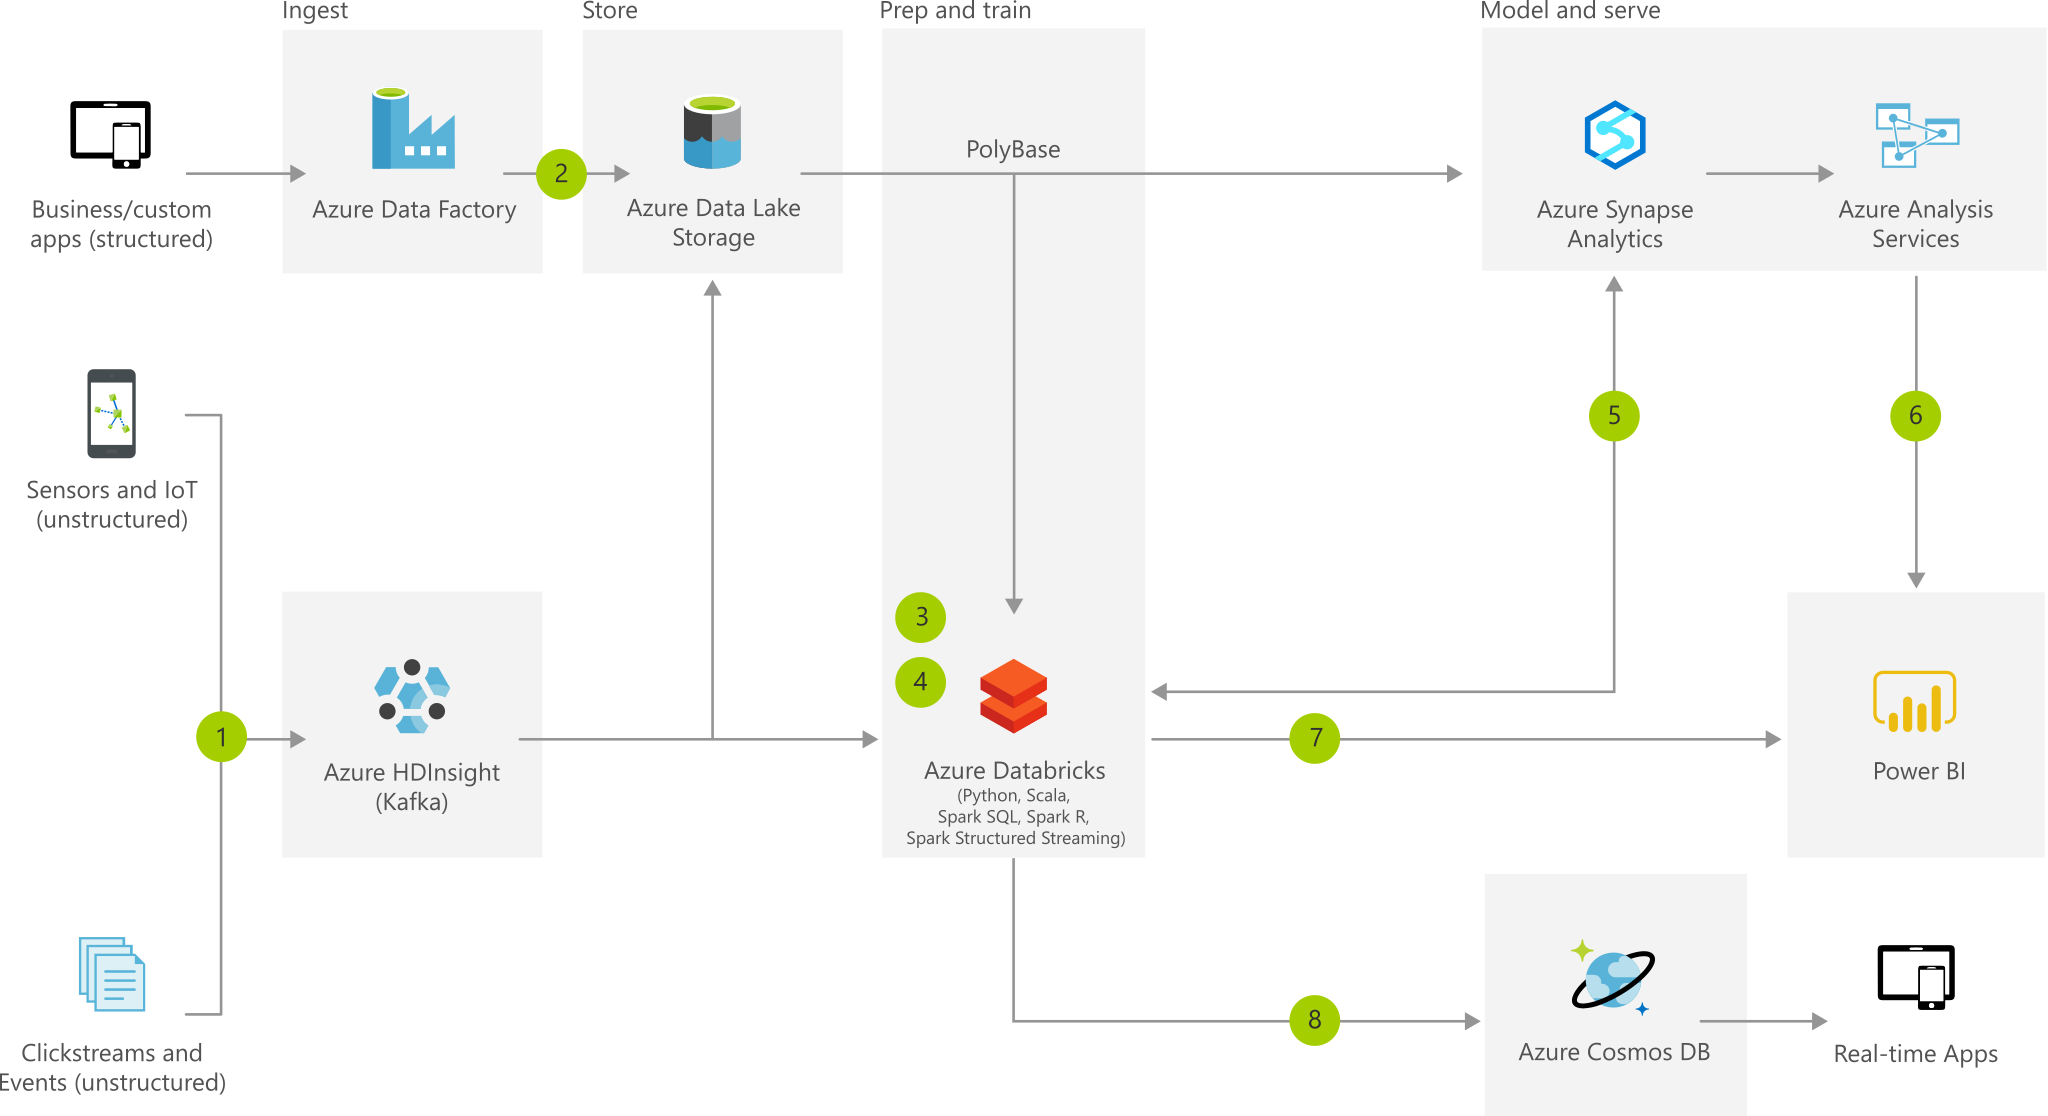 Ingest
Store
Prep and train
Model and serve
PolyBase
2
Business/custom
apps (structured)
Azure Data Factory
Azure Data Lake
Storage
Azure Synapse
Analytics
Azure Analysis
Services
5
6
Sensors and IoT
(unstructured)
3
4
1
7
Azure HDInsight
(Kafka)
Azure Databricks
(Python, Scala,
Spark SQL, Spark R,
Spark Structured Streaming)
Power BI
8
Clickstreams and
Events (unstructured)
Azure Cosmos DB
Real-time Apps